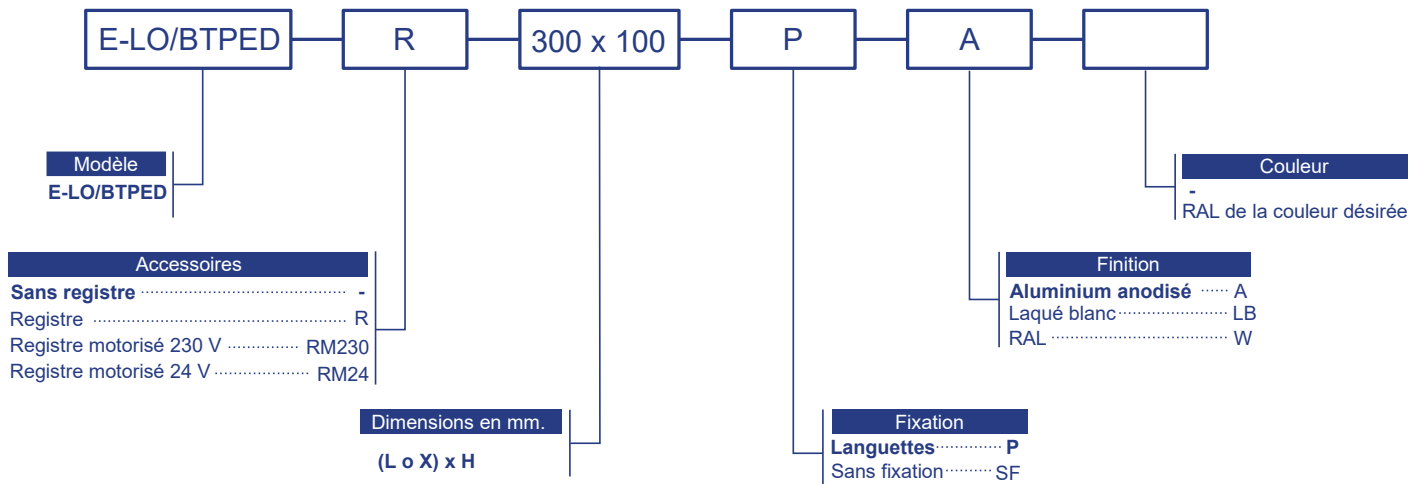 E-LO/BTPED R 300 x 100 P A
Modèle
E-LO/BTPED
Couleur
-
RAL de la couleur désirée
Accessoires
Sans registre -
Registre R
Registre motorisé 230 V RM230
Registre motorisé 24 V RM24
Finition
Aluminium anodisé A
Laqué blanc LB
RAL W
Dimensions en mm.
(L o X) x H
Fixation
Languettes P
Sans fixation SF